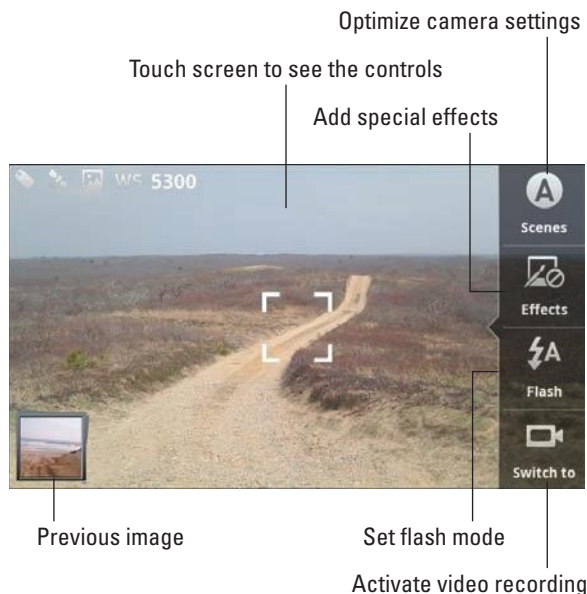 Optimize camera settings
Touch screen to see the controls
Add special effects
WS 5300
Scenes
Effects
A
Flash
Switch to
Previous image
Set flash mode
Activate video recording